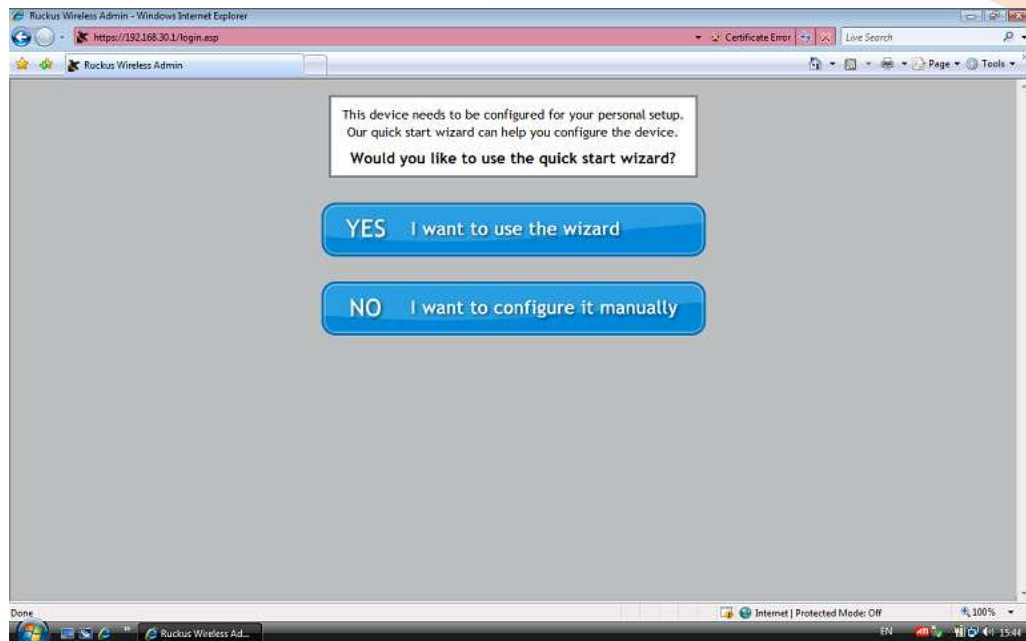 Ruckus Wireless Admin - Windows Internet Explorer
https://192.168.30.1/login.asp
Certificate Error
Live Search
Ruckus Wireless Admin
Page
Tools
This device needs to be configured for your personal setup.
Our quick start wizard can help you configure the device.
Would you like to use the quick start wizard?
YES I want to use the wizard
NO I want to configure it manually
Done
Internet | Protected Mode: Off
100%
Ruckus Wireless Ad...
EN
15:44